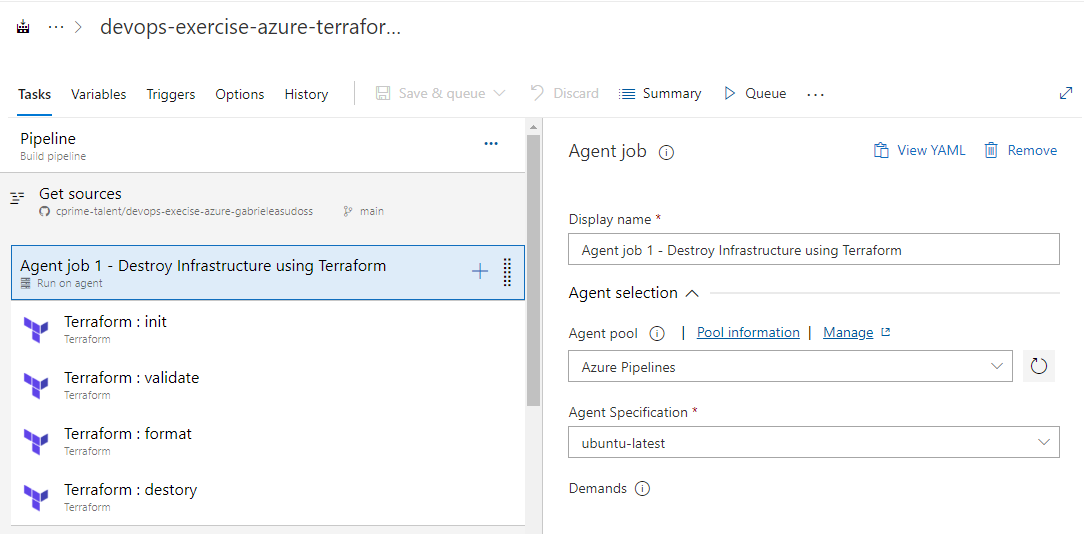 devops-exercise-azure-terrafor...
Tasks Variables Triggers Options History Save & queue Discard Summary Queue ...
Pipeline
Build pipeline
Get sources
cprime-talent/devops-execise-azure-gabrieleasudoss main
Agent job 1 - Destroy Infrastructure using Terraform
Run on agent
Terraform : init
Terraform
Terraform : validate
Terraform
Terraform : format
Terraform
Terraform : destory
Terraform
Agent job
View YAML Remove
Display name *
Agent job 1 - Destroy Infrastructure using Terraform
Agent selection
Agent pool | Pool information | Manage
Azure Pipelines
Agent Specification *
ubuntu-latest
Demands